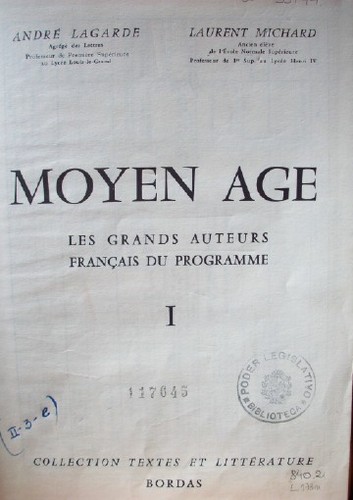 ANDRÉ LAGARDE
Agrégé des Lettres
Professeur de Première Supérieure
au Lycée Louis-le-Grand
LAURENT MICHARD
Ancien élève
de l'École Normale Supérieure
Professeur de 1re Sup. au Lycée Henri IV
MOYEN AGE
LES GRANDS AUTEURS
FRANÇAIS DU PROGRAMME
I
PODER LEGISLATIVO
BIBLIOTECA
117643
(II-3-e)
840.2
COLLECTION TEXTES ET LITTÉRATURE
BORDAS